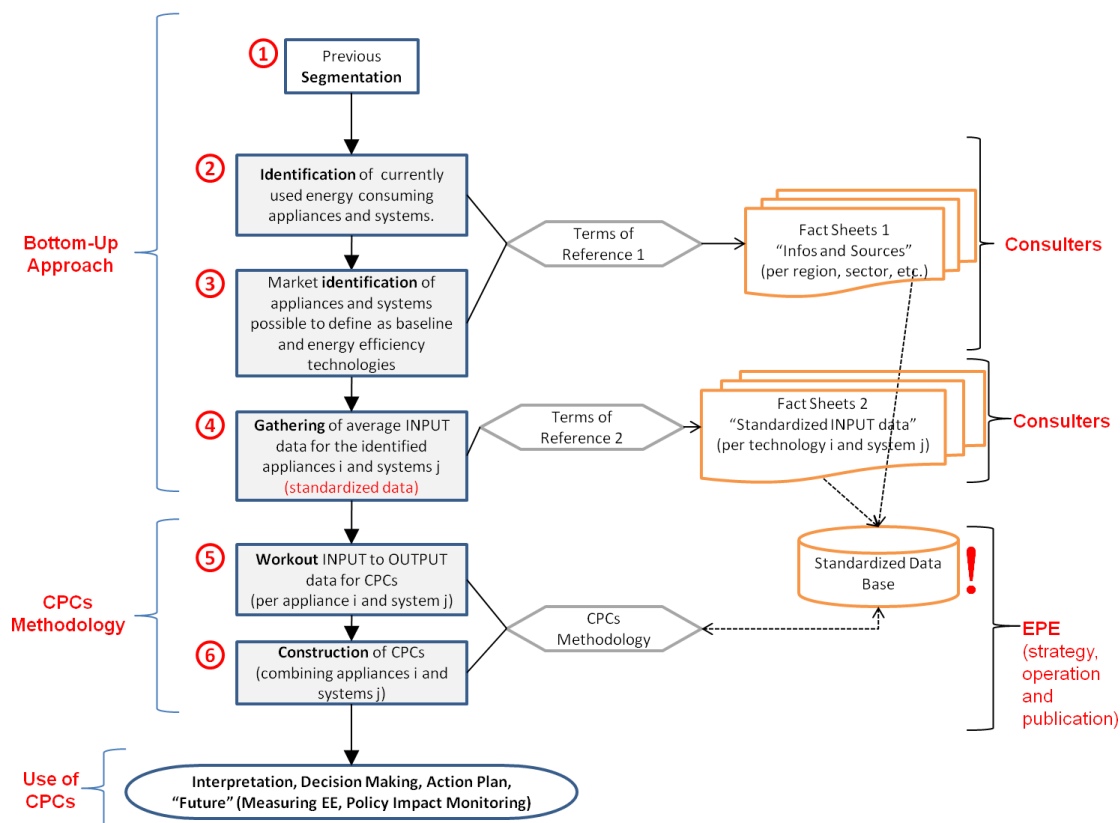 1
Previous
Segmentation
2
Identification of currently
used energy consuming
appliances and systems.
Terms of
Reference 1
Fact Sheets 1
“Infos and Sources”
(per region, sector, etc.)
Consulters
Bottom-Up
Approach
3
Market identification of
appliances and systems
possible to define as baseline
and energy efficiency
technologies
4
Gathering of average INPUT
data for the identified
appliances i and systems j
(standardized data)
Terms of
Reference 2
Fact Sheets 2
“Standardized INPUT data”
(per technology i and system j)
Consulters
5
Workout INPUT to OUTPUT
data for CPCs
(per appliance i and system j)
Standardized Data
Base
!
CPCs
Methodology
CPCs
Methodology
6
Construction of CPCs
(combining appliances i and
systems j)
EPE
(strategy,
operation
and
publication)
Use of
CPCs
Interpretation, Decision Making, Action Plan,
“Future” (Measuring EE, Policy Impact Monitoring)